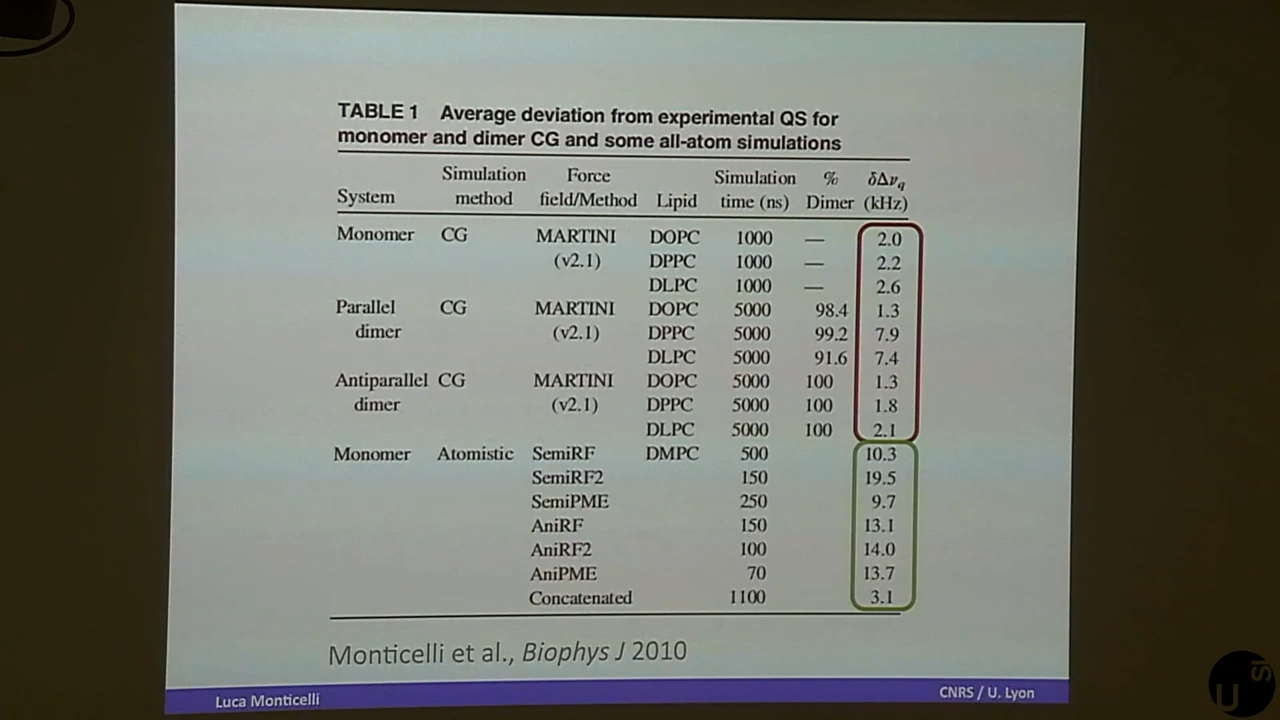 TABLE 1 Average deviation from experimental QS for
monomer and dimer CG and some all-atom simulations
System Simulation method Force field/Method Lipid Simulation time (ns) % Dimer δΔνq (kHz)
Monomer CG MARTINI DOPC 1000 — 2.0
(v2.1) DPPC 1000 — 2.2
DLPC 1000 — 2.6
Parallel CG MARTINI DOPC 5000 98.4 1.3
dimer (v2.1) DPPC 5000 99.2 7.9
DLPC 5000 91.6 7.4
Antiparallel CG MARTINI DOPC 5000 100 1.3
dimer (v2.1) DPPC 5000 100 1.8
DLPC 5000 100 2.1
Monomer Atomistic SemiRF DMPC 500 10.3
SemiRF2 150 19.5
SemiPME 250 9.7
AniRF 150 13.1
AniRF2 100 14.0
AniPME 70 13.7
Concatenated 1100 3.1
Monticelli et al., Biophys J 2010
Luca Monticelli CNRS / U. Lyon
U SI